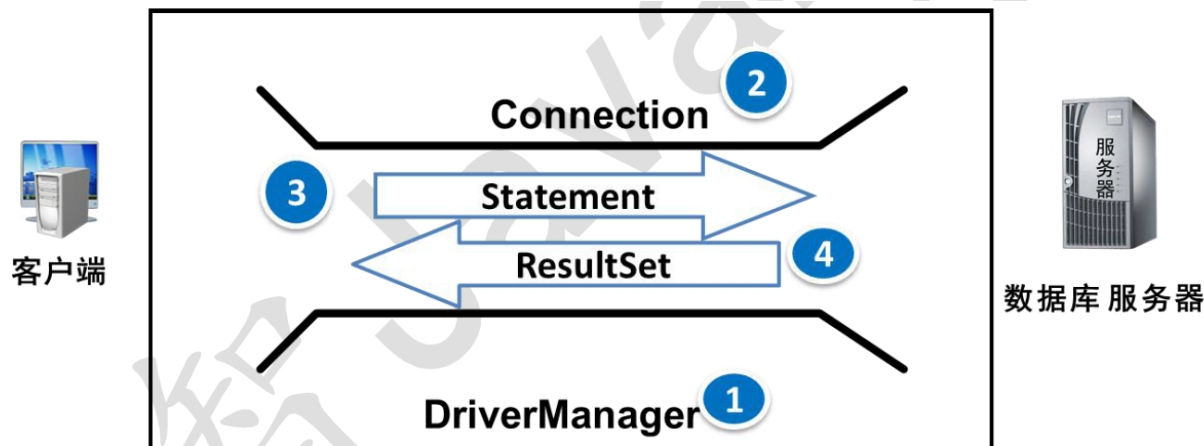 Connection
2
服务器
3
Statement
ResultSet
4
客户端
数据库 服务器
DriverManager
1
Java